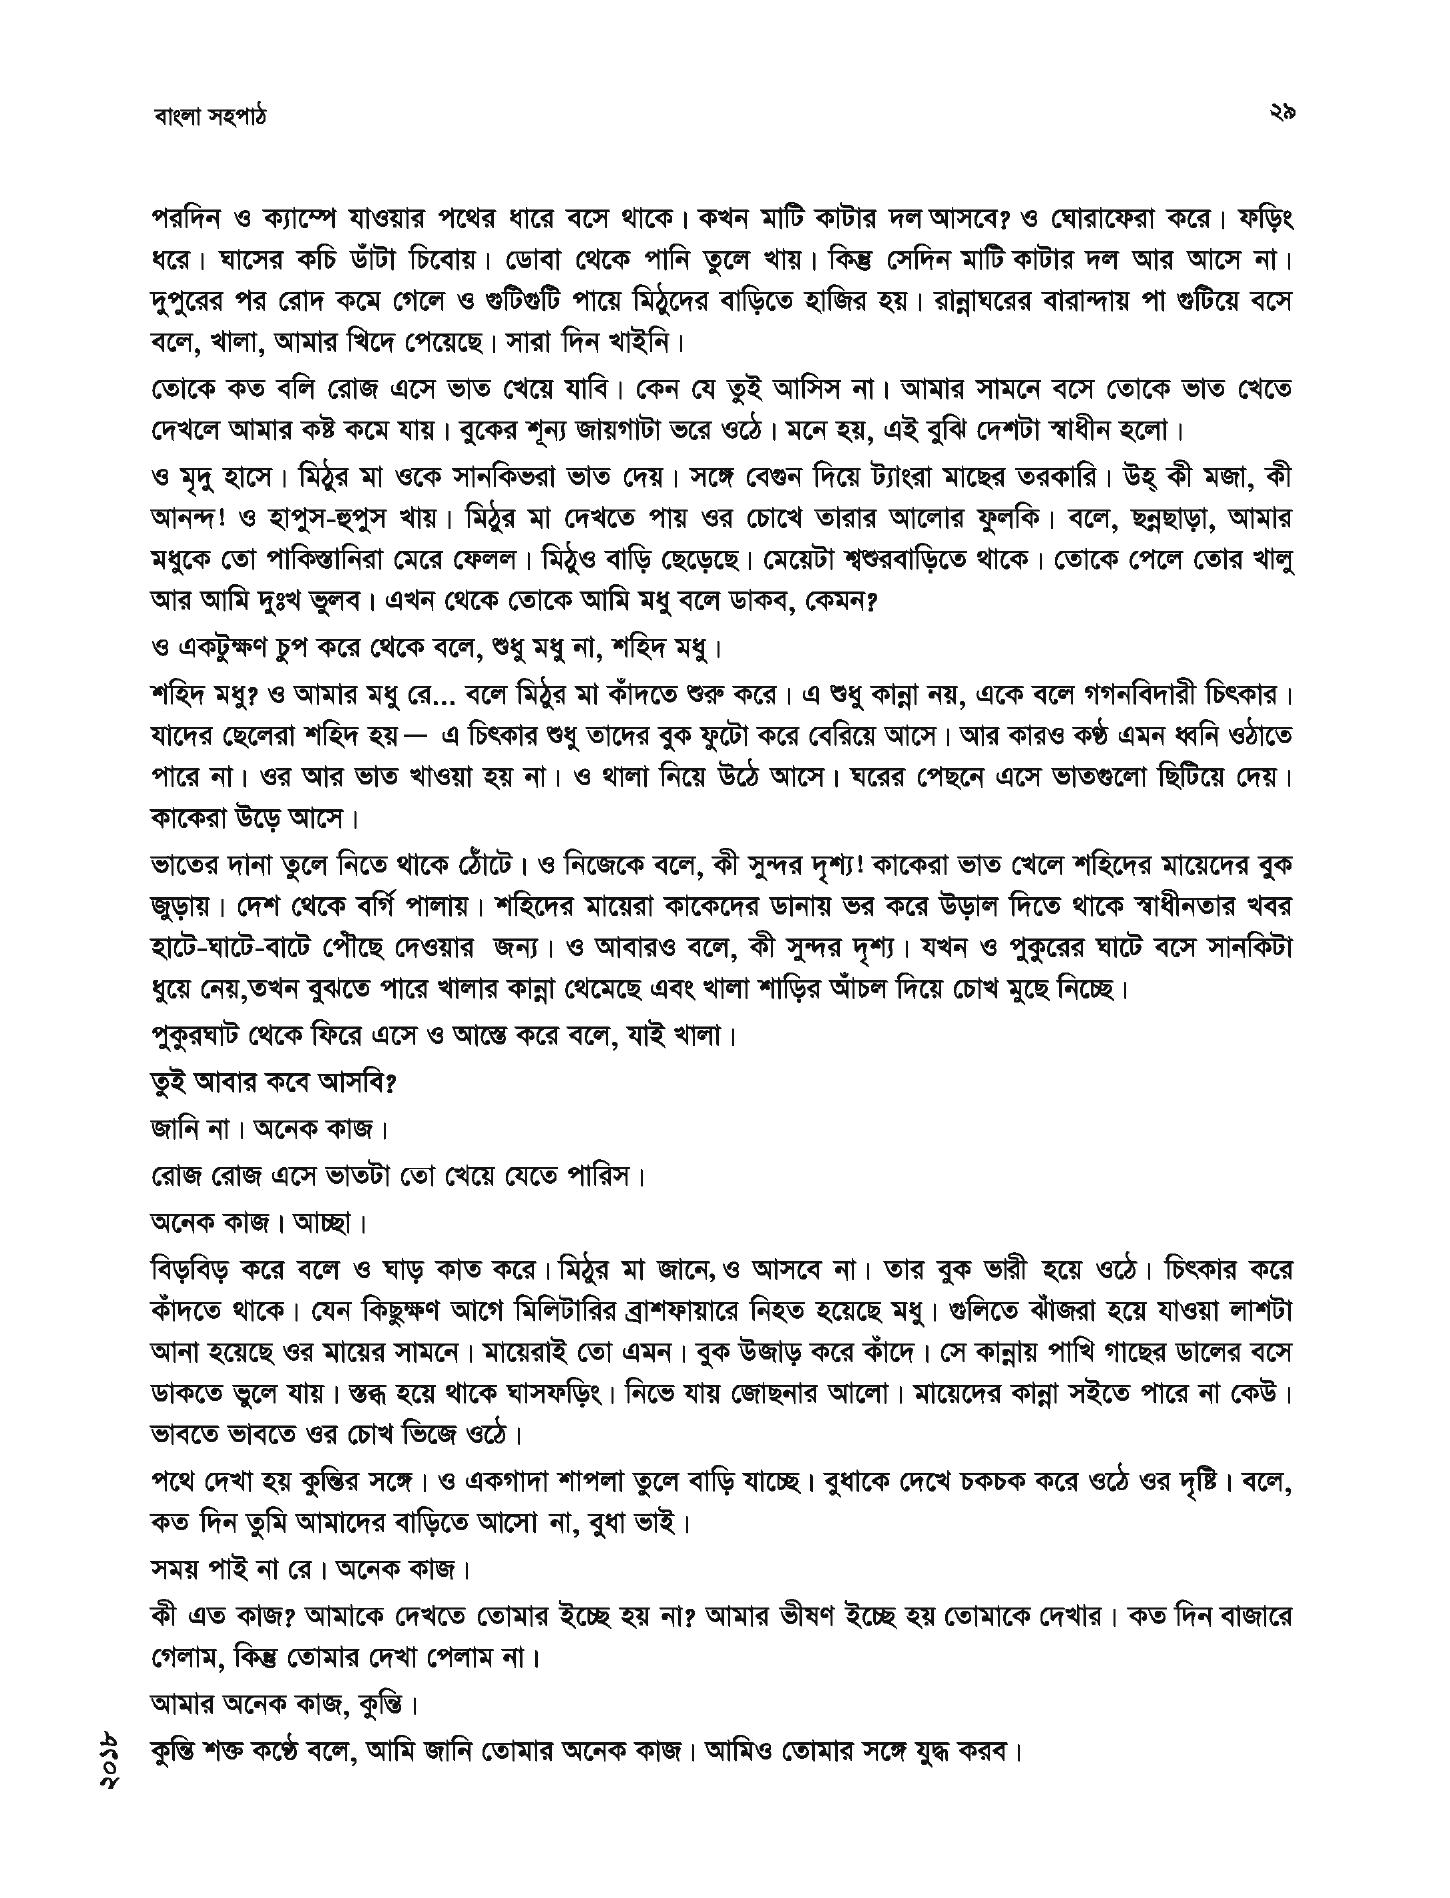 বাংলা সহপাঠ
২৯
পরদিন ও ক্যাম্পে যাওয়ার পথের ধারে বসে থাকে। কখন মাটি কাটার দল আসবে? ও ঘোরাফেরা করে। ফড়িং
ধরে। ঘাসের কচি ডাঁটা চিবোয়। ডোবা থেকে পানি তুলে খায়। কিন্তু সেদিন মাটি কাটার দল আর আসে না।
দুপুরের পর রোদ কমে গেলে ও গুটিগুটি পায়ে মিঠুদের বাড়িতে হাজির হয়। রান্নাঘরের বারান্দায় পা গুটিয়ে বসে
বলে, খালা, আমার খিদে পেয়েছে। সারা দিন খাইনি।
তোকে কত বলি রোজ এসে ভাত খেয়ে যাবি। কেন যে তুই আসিস না। আমার সামনে বসে তোকে ভাত খেতে
দেখলে আমার কষ্ট কমে যায়। বুকের শূন্য জায়গাটা ভরে ওঠে। মনে হয়, এই বুঝি দেশটা স্বাধীন হলো।
ও মৃদু হাসে। মিঠুর মা ওকে সানকিভরা ভাত দেয়। সঙ্গে বেগুন দিয়ে ট্যাংরা মাছের তরকারি। উহ্ কী মজা, কী
আনন্দ! ও হাপুস-হুপুস খায়। মিঠুর মা দেখতে পায় ওর চোখে তারার আলোর ফুলকি। বলে, ছন্নছাড়া, আমার
মধুকে তো পাকিস্তানিরা মেরে ফেলল। মিঠুও বাড়ি ছেড়েছে। মেয়েটা শ্বশুরবাড়িতে থাকে। তোকে পেলে তোর খালু
আর আমি দুঃখ ভুলব। এখন থেকে তোকে আমি মধু বলে ডাকব, কেমন?
ও একটুক্ষণ চুপ করে থেকে বলে, শুধু মধু না, শহিদ মধু।
শহিদ মধু? ও আমার মধু রে... বলে মিঠুর মা কাঁদতে শুরু করে। এ শুধু কান্না নয়, একে বলে গগনবিদারী চিৎকার।
যাদের ছেলেরা শহিদ হয়— এ চিৎকার শুধু তাদের বুক ফুটো করে বেরিয়ে আসে। আর কারও কণ্ঠ এমন ধ্বনি ওঠাতে
পারে না। ওর আর ভাত খাওয়া হয় না। ও থালা নিয়ে উঠে আসে। ঘরের পেছনে এসে ভাতগুলো ছিটিয়ে দেয়।
কাকেরা উড়ে আসে।
ভাতের দানা তুলে নিতে থাকে ঠোঁটে। ও নিজেকে বলে, কী সুন্দর দৃশ্য! কাকেরা ভাত খেলে শহিদের মায়েদের বুক
জুড়ায়। দেশ থেকে বর্গি পালায়। শহিদের মায়েরা কাকেদের ডানায় ভর করে উড়াল দিতে থাকে স্বাধীনতার খবর
হাটে-ঘাটে-বাটে পৌঁছে দেওয়ার জন্য। ও আবারও বলে, কী সুন্দর দৃশ্য। যখন ও পুকুরের ঘাটে বসে সানকিটা
ধুয়ে নেয়,তখন বুঝতে পারে খালার কান্না থেমেছে এবং খালা শাড়ির আঁচল দিয়ে চোখ মুছে নিচ্ছে।
পুকুরঘাট থেকে ফিরে এসে ও আস্তে করে বলে, যাই খালা।
তুই আবার কবে আসবি?
জানি না। অনেক কাজ।
রোজ রোজ এসে ভাতটা তো খেয়ে যেতে পারিস।
অনেক কাজ। আচ্ছা।
বিড়বিড় করে বলে ও ঘাড় কাত করে। মিঠুর মা জানে, ও আসবে না। তার বুক ভারী হয়ে ওঠে। চিৎকার করে
কাঁদতে থাকে। যেন কিছুক্ষণ আগে মিলিটারির ব্রাশফায়ারে নিহত হয়েছে মধু। গুলিতে ঝাঁজরা হয়ে যাওয়া লাশটা
আনা হয়েছে ওর মায়ের সামনে। মায়েরাই তো এমন। বুক উজাড় করে কাঁদে। সে কান্নায় পাখি গাছের ডালের বসে
ডাকতে ভুলে যায়। স্তব্ধ হয়ে থাকে ঘাসফড়িং। নিভে যায় জোছনার আলো। মায়েদের কান্না সইতে পারে না কেউ।
ভাবতে ভাবতে ওর চোখ ভিজে ওঠে।
পথে দেখা হয় কুন্তির সঙ্গে। ও একগাদা শাপলা তুলে বাড়ি যাচ্ছে। বুধাকে দেখে চকচক করে ওঠে ওর দৃষ্টি। বলে,
কত দিন তুমি আমাদের বাড়িতে আসো না, বুধা ভাই।
সময় পাই না রে। অনেক কাজ।
কী এত কাজ? আমাকে দেখতে তোমার ইচ্ছে হয় না? আমার ভীষণ ইচ্ছে হয় তোমাকে দেখার। কত দিন বাজারে
গেলাম, কিন্তু তোমার দেখা পেলাম না।
আমার অনেক কাজ, কুন্তি।
কুন্তি শক্ত কণ্ঠে বলে, আমি জানি তোমার অনেক কাজ। আমিও তোমার সঙ্গে যুদ্ধ করব।
২০১৮